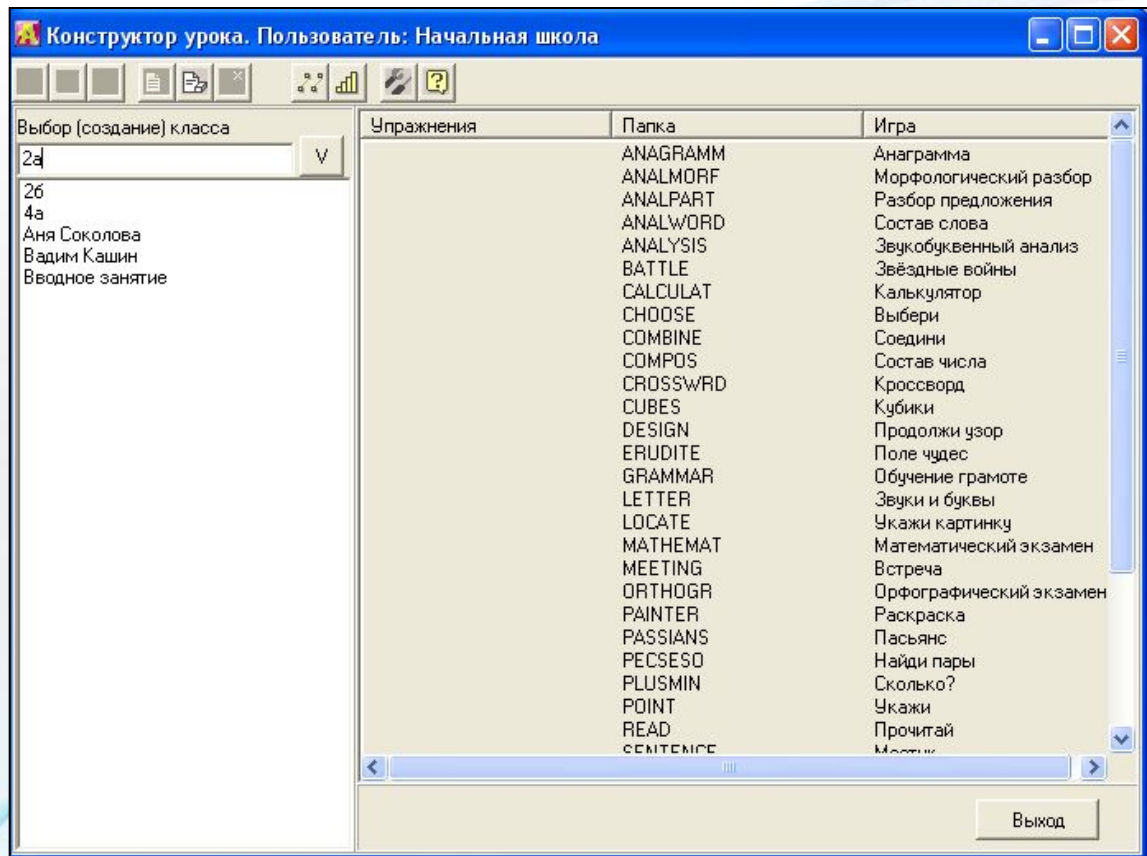 Конструктор урока. Пользователь: Начальная школа
Выбор (создание) класса
2а
V
2б
4а
Аня Соколова
Вадим Кашин
Вводное занятие
Упражнения Папка Игра
ANAGRAMM Анаграмма
ANALMORF Морфологический разбор
ANALPART Разбор предложения
ANALWORD Состав слова
ANALYSIS Звукобуквенный анализ
BATTLE Звёздные войны
CALCULAT Калькулятор
CHOOSE Выбери
COMBINE Соедини
COMPOS Состав числа
CROSSWRD Кроссворд
CUBES Кубики
DESIGN Продолжи узор
ERUDITE Поле чудес
GRAMMAR Обучение грамоте
LETTER Звуки и буквы
LOCATE Укажи картинку
MATHEMAT Математический экзамен
MEETING Встреча
ORTHOGR Орфографический экзамен
PAINTER Раскраска
PASSIANS Пасьянс
PECSESO Найди пары
PLUSMIN Сколько?
POINT Укажи
READ Прочитай
SENTENCE Мостик
Выход